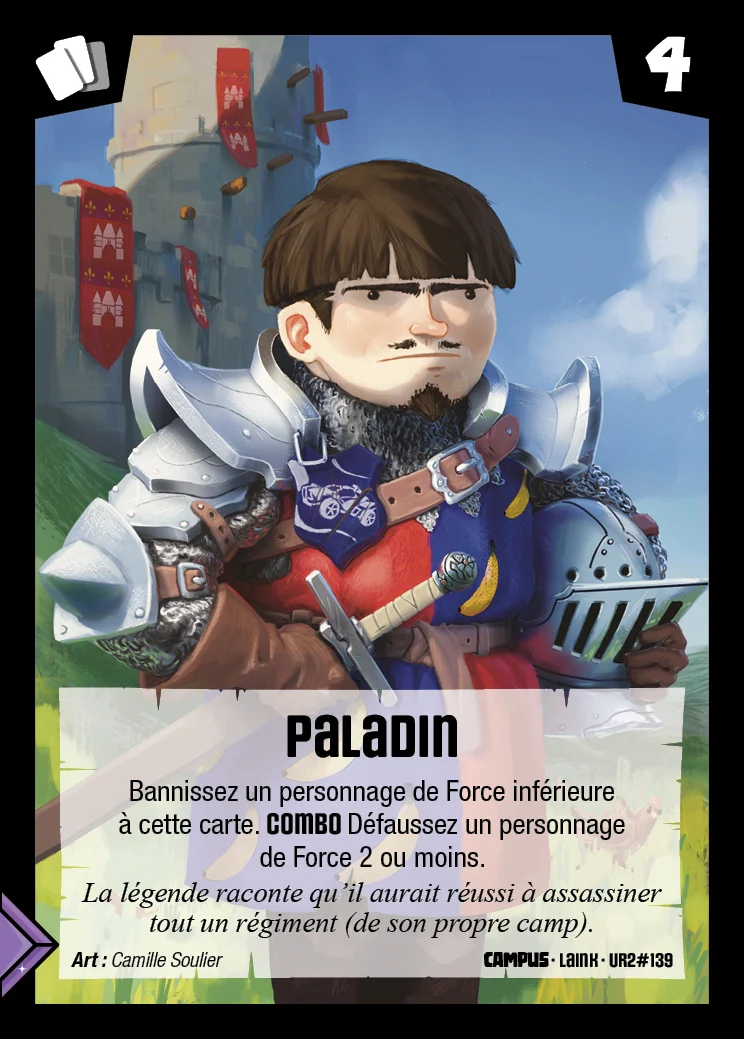 4
PALADIN
Bannissez un personnage de Force inférieure
à cette carte. COMBO Défaussez un personnage
de Force 2 ou moins.
La légende raconte qu'il aurait réussi à assassiner
tout un régiment (de son propre camp).
Art : Camille Soulier
CAMPUS · LAINK · UR2#139